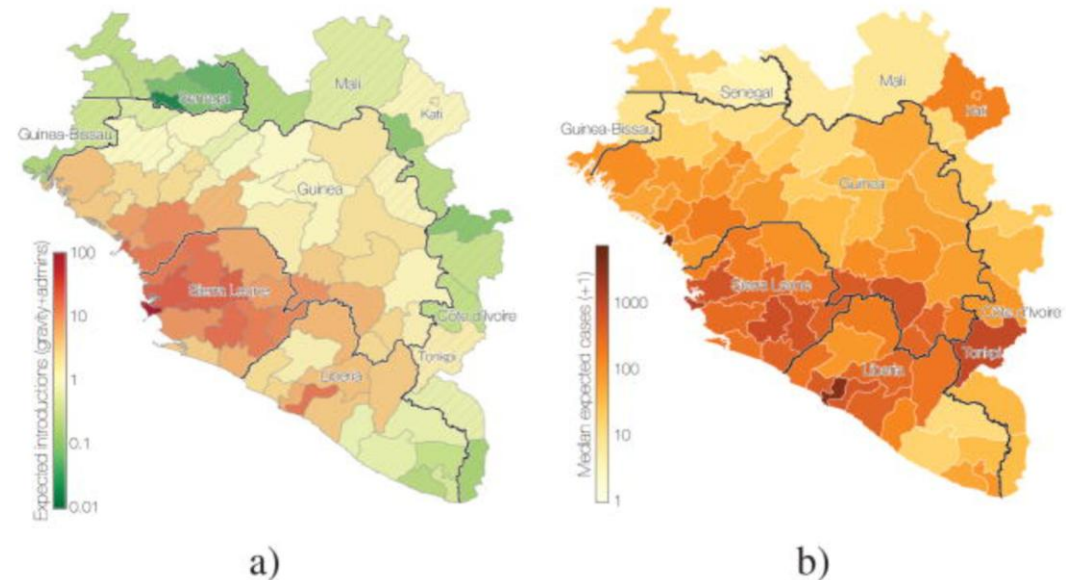 Senegal
Mali
Kati
Guinea-Bissau
Guinea
Sierra Leone
Côte d'Ivoire
Tonkpi
Liberia
Expected introductions (gravity+admins)
100
10
1
0.1
0.01
a)
Senegal
Mali
Kati
Guinea-Bissau
Guinea
Sierra Leone
Côte d'Ivoire
Tonkpi
Liberia
Median expected cases (+1)
1000
100
10
1
b)